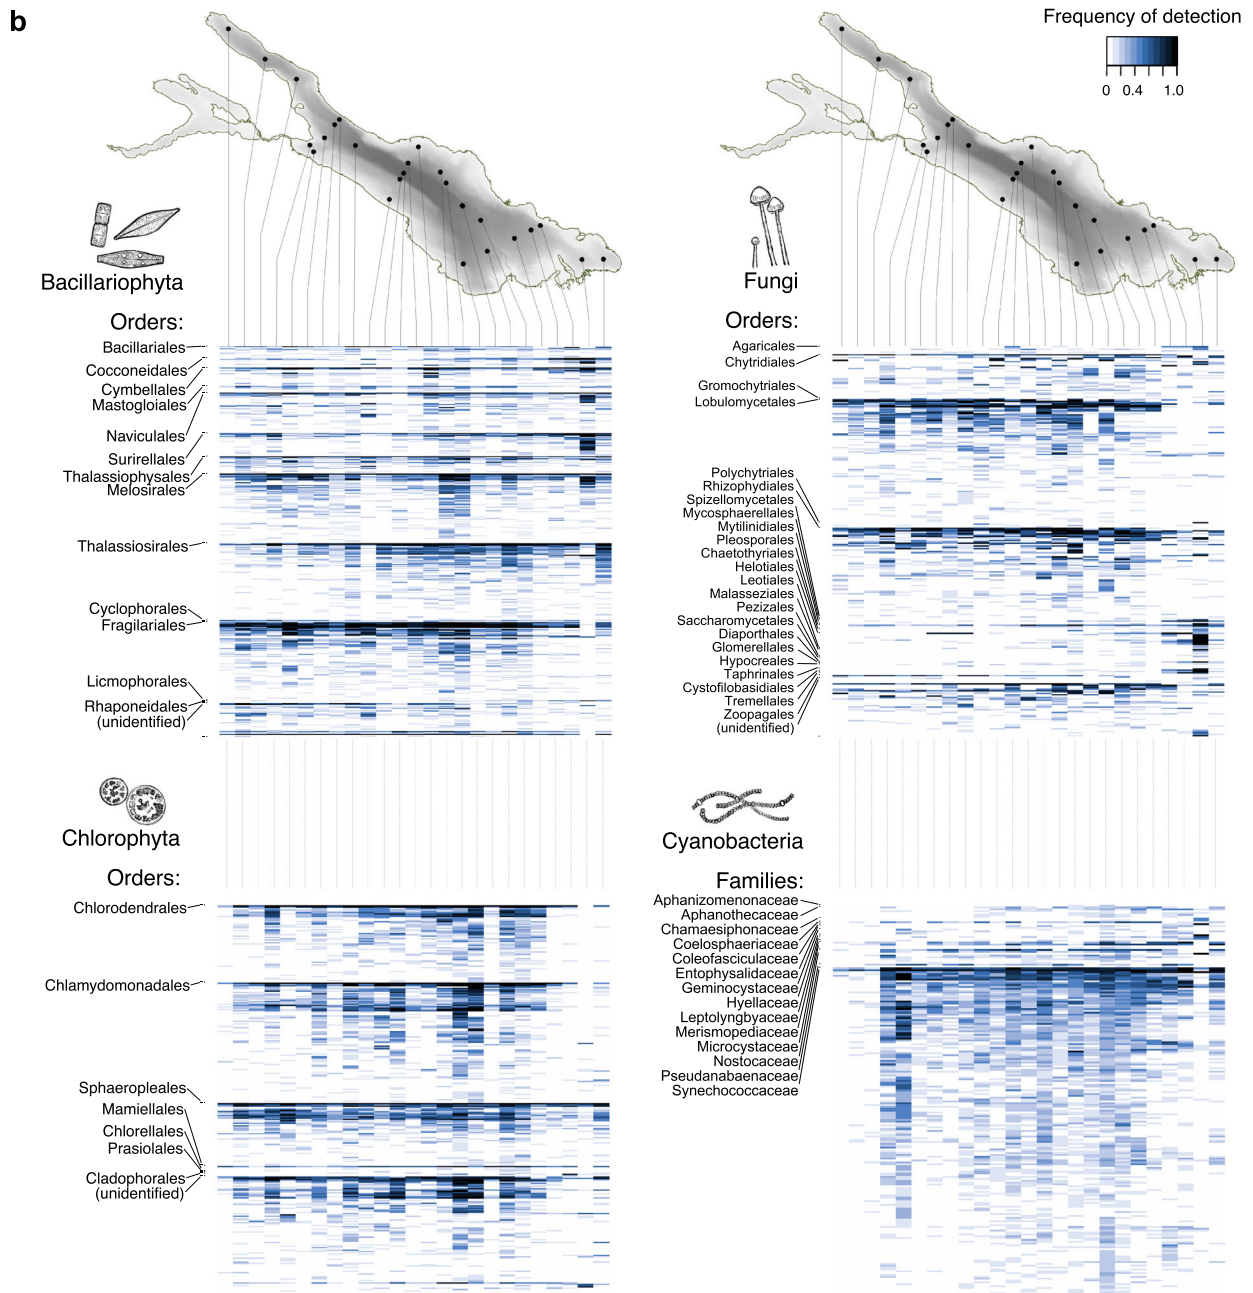 b
Frequency of detection
0 0.4 1.0
Bacillariophyta
Orders:
Bacillariales
Cocconeidales
Cymbellales
Mastogloiales
Naviculales
Surirellales
Thalassiophysales
Melosirales
Thalassiosirales
Cyclophorales
Fragilariales
Licmophorales
Rhaponeidales
(unidentified)
Fungi
Orders:
Agaricales
Chytridiales
Gromochytriales
Lobulomycetales
Polychytriales
Rhizophydiales
Spizellomycetales
Mycosphaerellales
Mytilinidiales
Pleosporales
Chaetothyriales
Helotiales
Leotiales
Malasseziales
Pezizales
Saccharomycetales
Diaporthales
Glomerellales
Hypocreales
Taphrinales
Cystofilobasidiales
Tremellales
Zoopagales
(unidentified)
Chlorophyta
Orders:
Chlorodendrales
Chlamydomonadales
Sphaeropleales
Mamiellales
Chlorellales
Prasiolales
Cladophorales
(unidentified)
Cyanobacteria
Families:
Aphanizomenonaceae
Aphanothecaceae
Chamaesiphonaceae
Coelosphaeriaceae
Coleofasciculaceae
Entophysalidaceae
Geminocystaceae
Hyellaceae
Leptolyngbyaceae
Merismopediaceae
Microcystaceae
Nostocaceae
Pseudanabaenaceae
Synechococcaceae